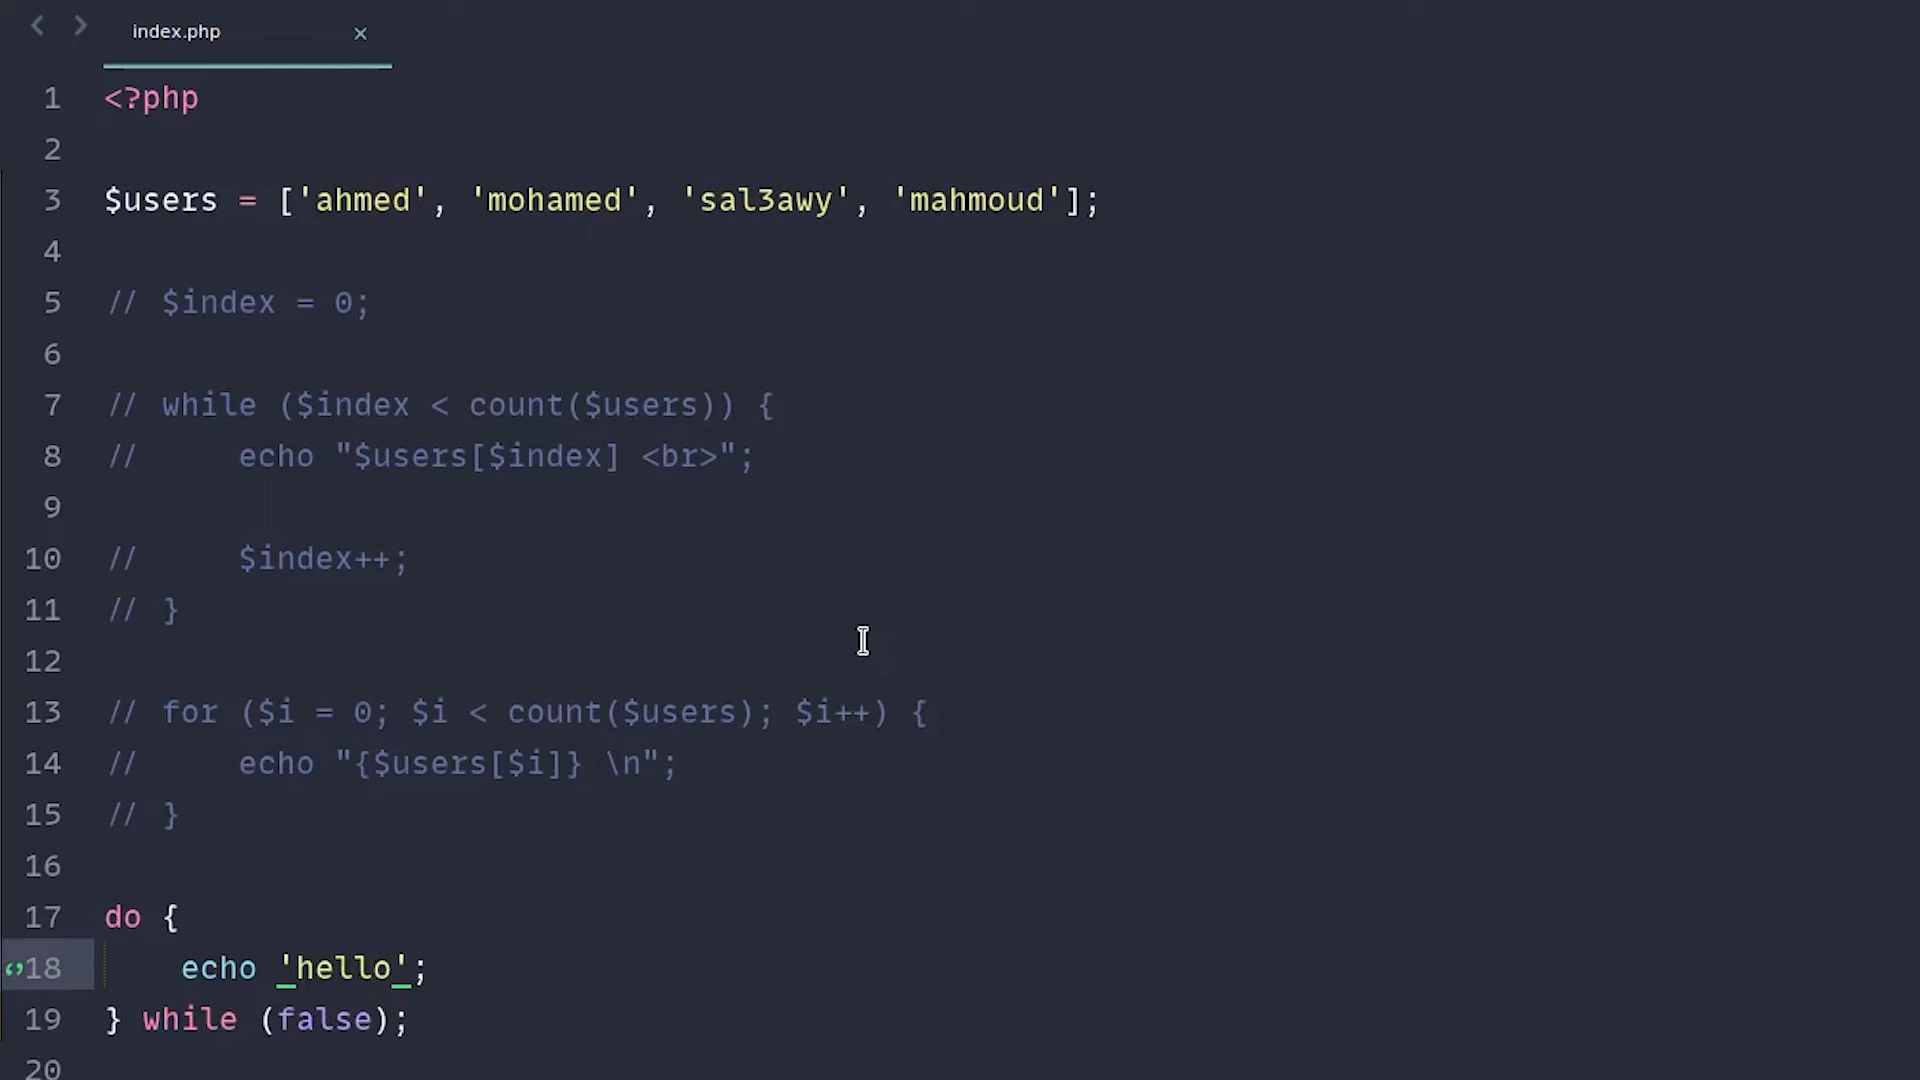 index.php ×
1 <?php
2
3 $users = ['ahmed', 'mohamed', 'sal3awy', 'mahmoud'];
4
5 // $index = 0;
6
7 // while ($index < count($users)) {
8 //     echo "$users[$index] <br>";
9
10 //     $index++;
11 // }
12
13 // for ($i = 0; $i < count($users); $i++) {
14 //     echo "{$users[$i]} \n";
15 // }
16
17 do {
18     echo 'hello';
19 } while (false);
20